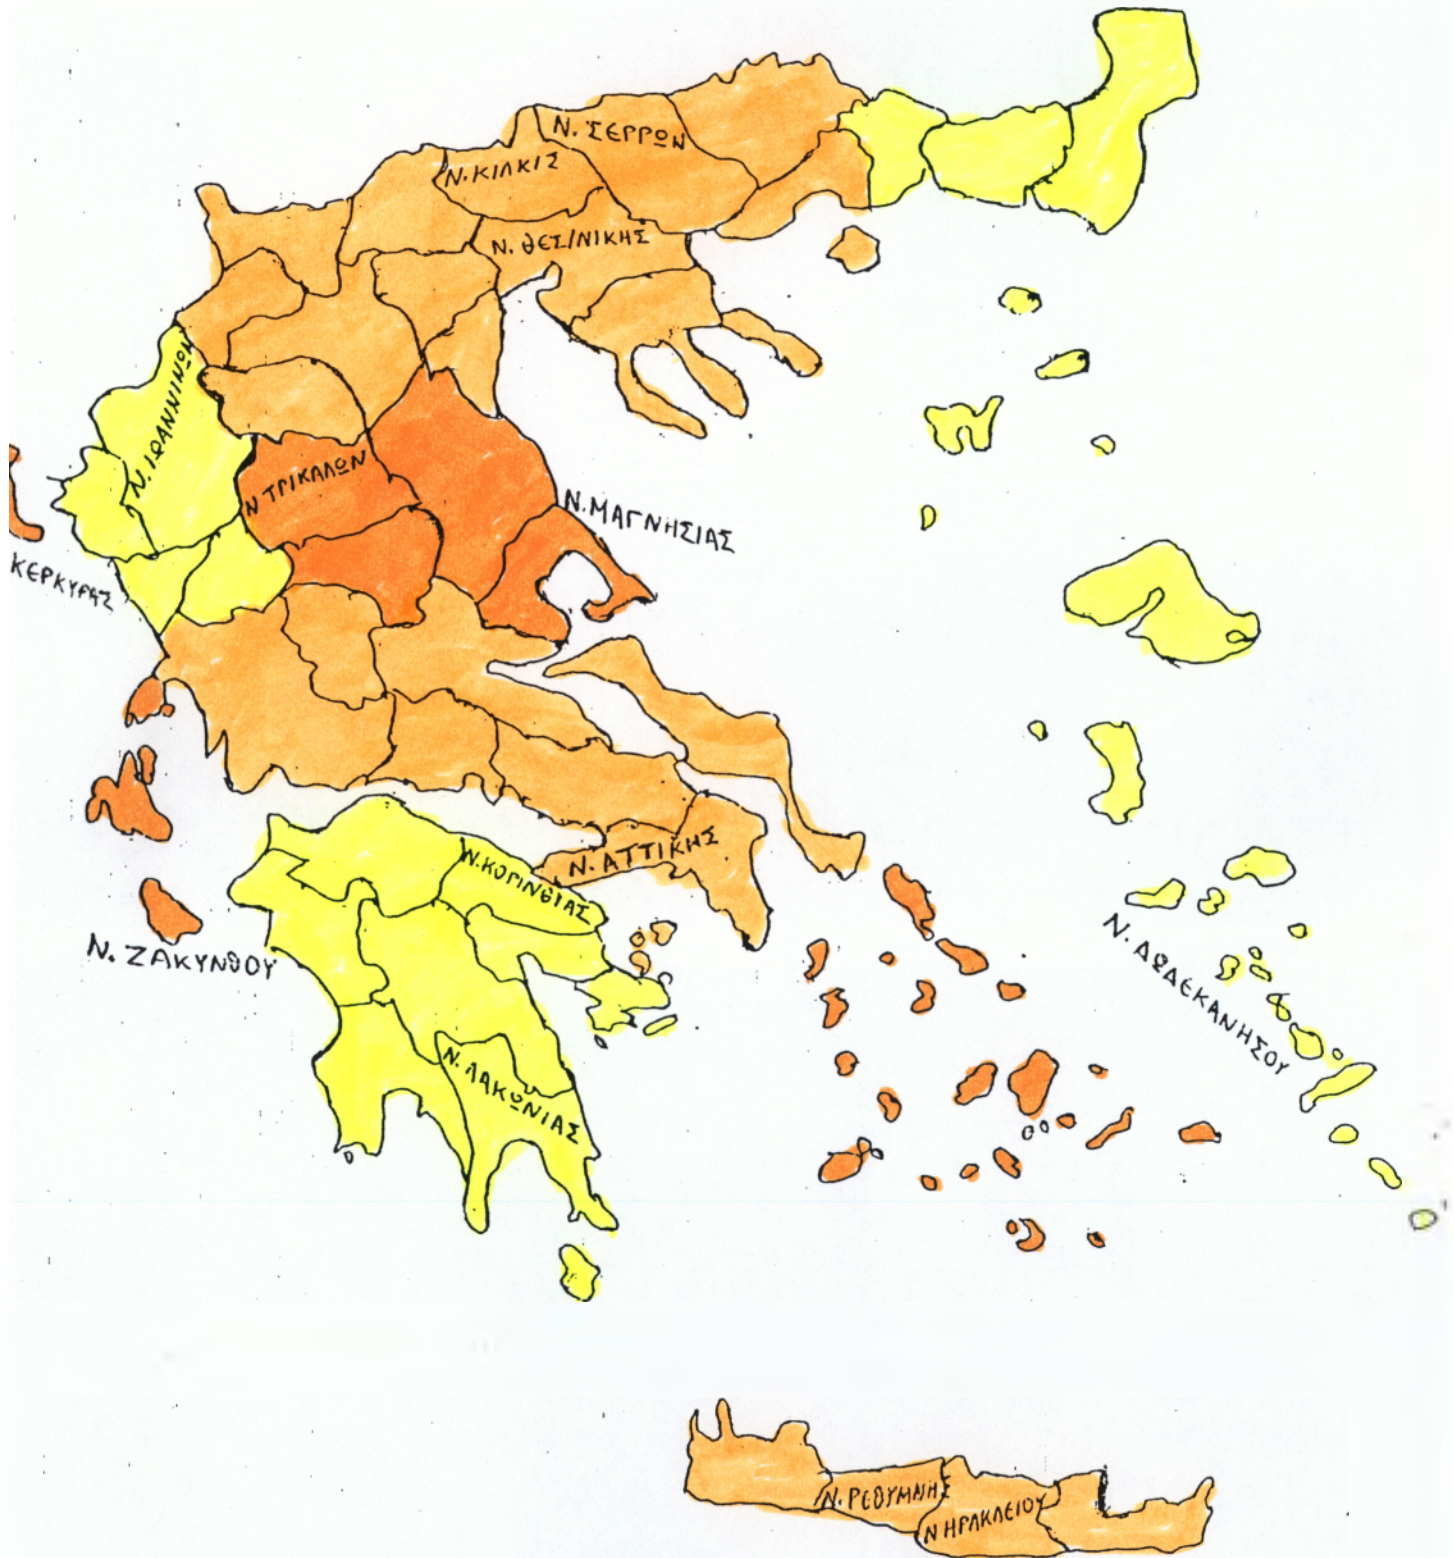 Ν. ΣΕΡΡΩΝ
Ν. ΚΙΛΚΙΣ
Ν. ΘΕΣ/ΝΙΚΗΣ
Ν. ΙΩΑΝΝΙΝΩΝ
Ν ΤΡΙΚΑΛΩΝ
Ν. ΜΑΓΝΗΣΙΑΣ
ΚΕΡΚΥΡΑΣ
Ν. ΑΤΤΙΚΗΣ
Ν. ΚΟΡΙΝΘΙΑΣ
Ν. ΖΑΚΥΝΘΟΥ
Ν. ΔΩΔΕΚΑΝΗΣΟΥ
Ν. ΛΑΚΩΝΙΑΣ
Ν. ΡΕΘΥΜΝΗΣ
Ν ΗΡΑΚΛΕΙΟΥ